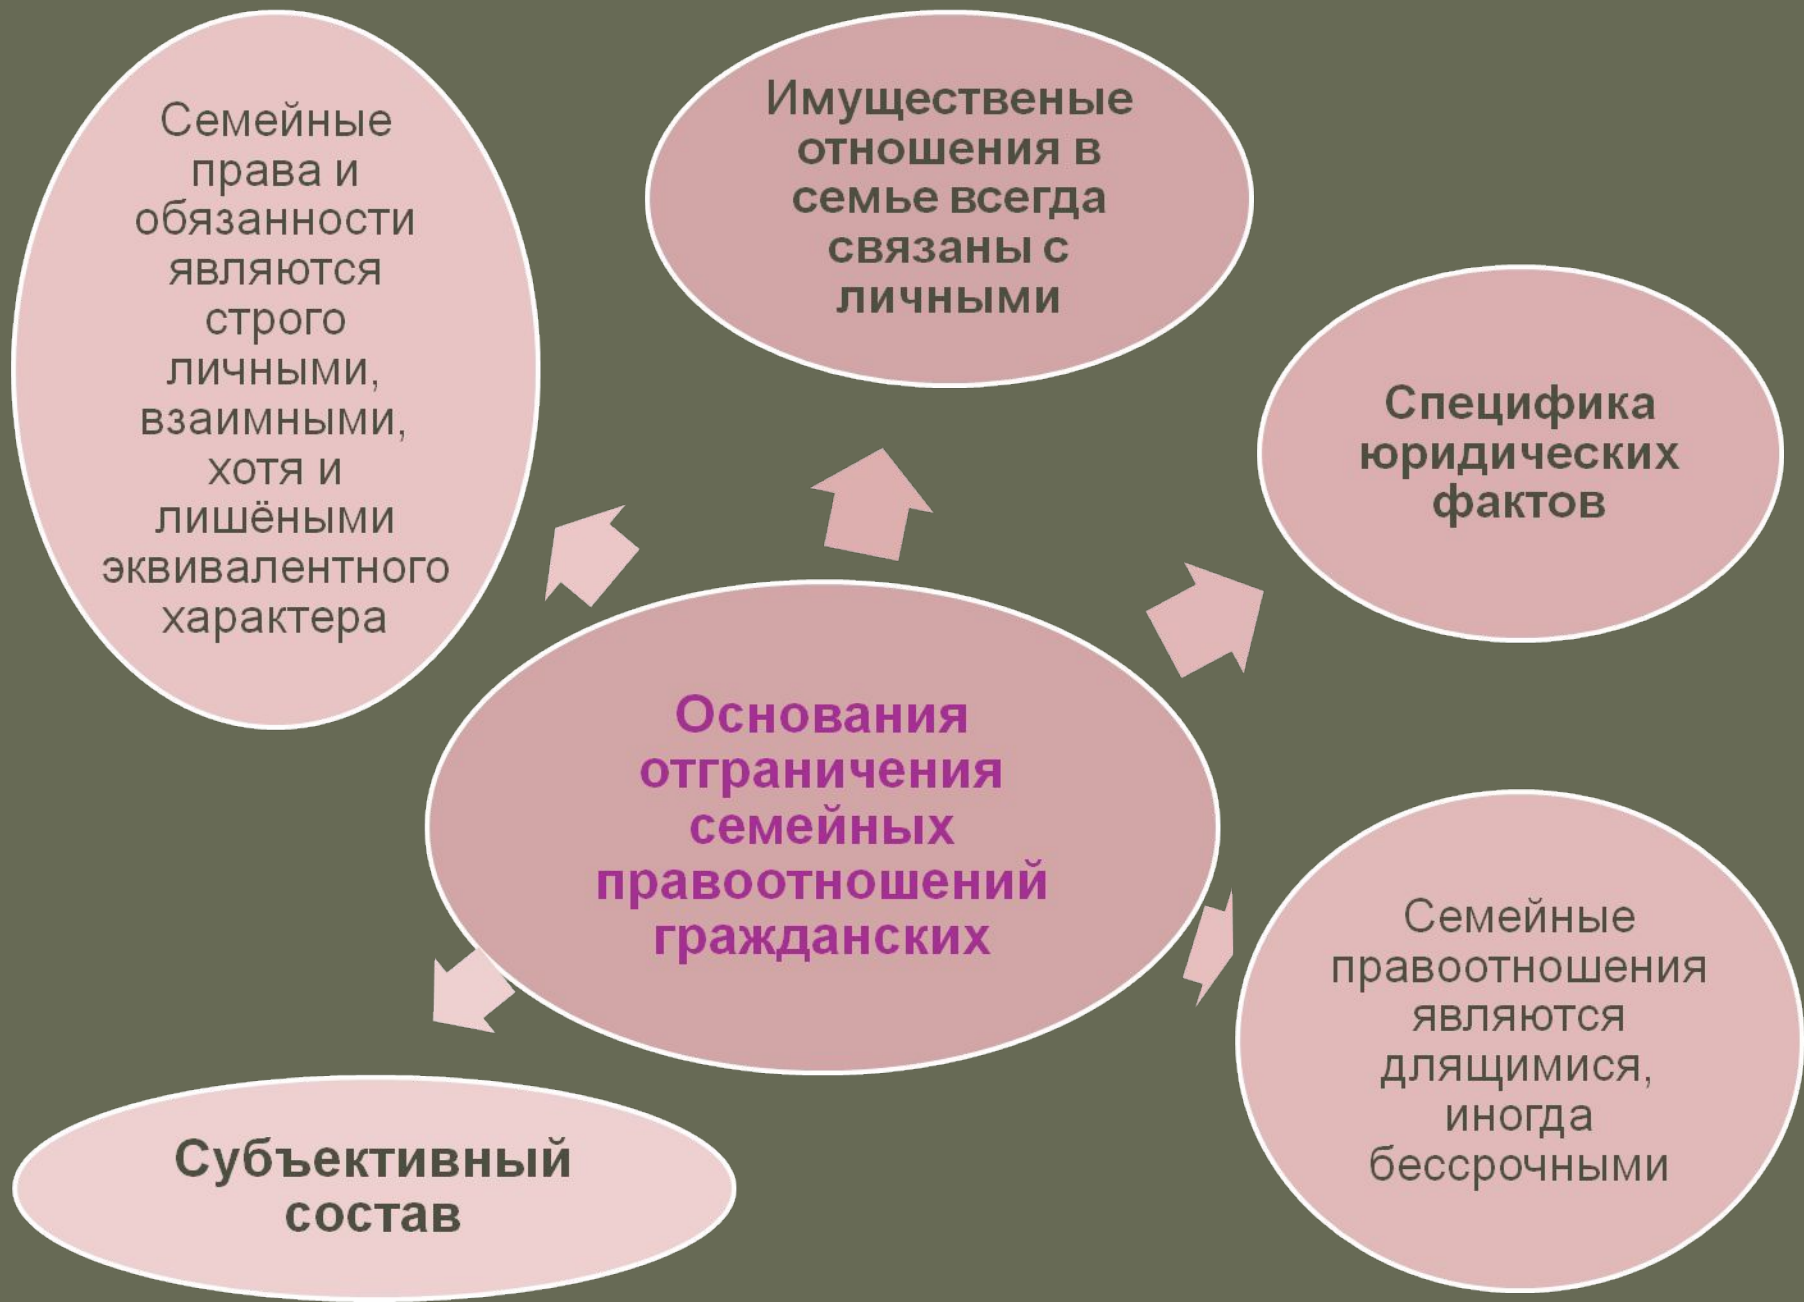 Семейные
права и
обязанности
являются
строго
личными,
взаимными,
хотя и
лишёными
эквивалентного
характера
Имущественые
отношения в
семье всегда
связаны с
личными
Специфика
юридических
фактов
Основания
отграничения
семейных
правоотношений
гражданских
Семейные
правоотношения
являются
длящимися,
иногда
бессрочными
Субъективный
состав